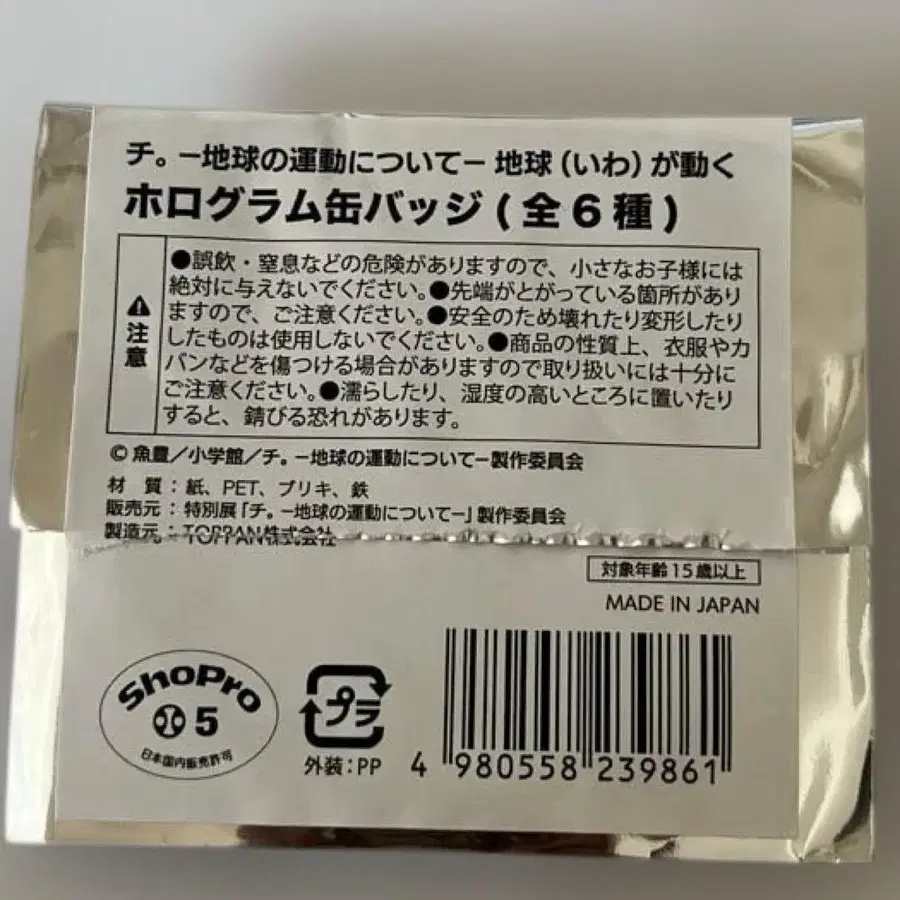 チ。ー地球の運動についてー 地球(いわ)が動く
ホログラム缶バッジ(全6種)
注意
●誤飲・窒息などの危険がありますので、小さなお子様には
絶対に与えないでください。●先端がとがっている箇所があり
ますので、ご注意ください。●安全のため壊れたり変形したり
したものは使用しないでください。●商品の性質上、衣服やカ
バンなどを傷つける場合がありますので取り扱いには十分に
ご注意ください。●濡らしたり、湿度の高いところに置いたり
すると、錆びる恐れがあります。
©魚豊/小学館/チ。ー地球の運動についてー製作委員会
材 質:紙、PET、ブリキ、鉄
販売元:特別展「チ。ー地球の運動についてー」製作委員会
製造元:TOPPAN株式会社
対象年齢15歳以上
MADE IN JAPAN
ShoPro
5
日本国内販売許可
プラ
外装:PP
4 980558 239861